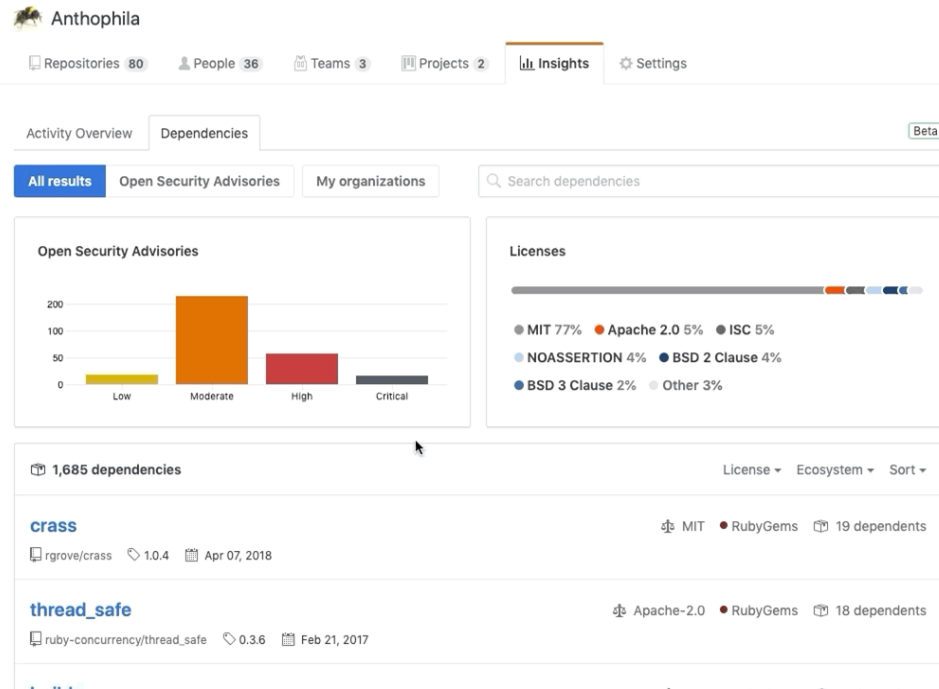 Anthophila
Repositories 80 People 36 Teams 3 Projects 2 Insights Settings
Activity Overview Dependencies Beta
All results Open Security Advisories My organizations Search dependencies
Open Security Advisories
200
100
50
0
Low Moderate High Critical
Licenses
MIT 77% Apache 2.0 5% ISC 5%
NOASSERTION 4% BSD 2 Clause 4%
BSD 3 Clause 2% Other 3%
1,685 dependencies License Ecosystem Sort
crass MIT RubyGems 19 dependents
rgrove/crass 1.0.4 Apr 07, 2018
thread_safe Apache-2.0 RubyGems 18 dependents
ruby-concurrency/thread_safe 0.3.6 Feb 21, 2017